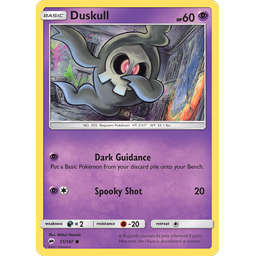 BASIC Duskull HP60
NO. 355 Requiem Pokémon HT: 2'07" WT: 33.1 lbs.
Dark Guidance
Put a Basic Pokémon from your discard pile onto your Bench.
Spooky Shot 20
weakness ×2 resistance -20 retreat
51/147